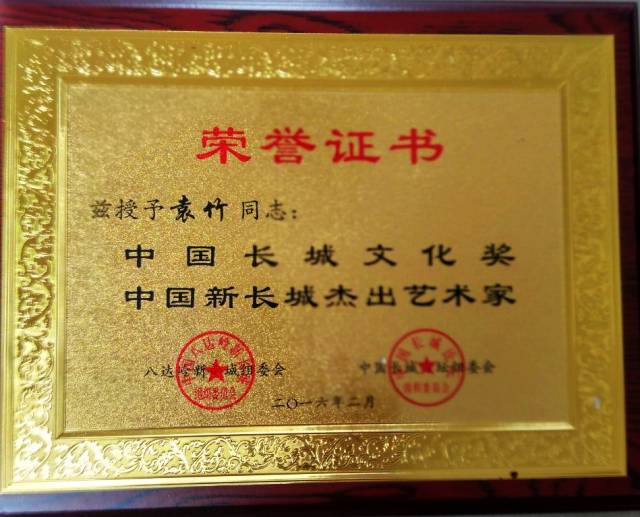 荣誉证书
兹授予袁竹同志：
中国长城文化奖
中国新长城杰出艺术家
八达岭新 城组委会 中国长城 坛组委会
二〇一六年二月